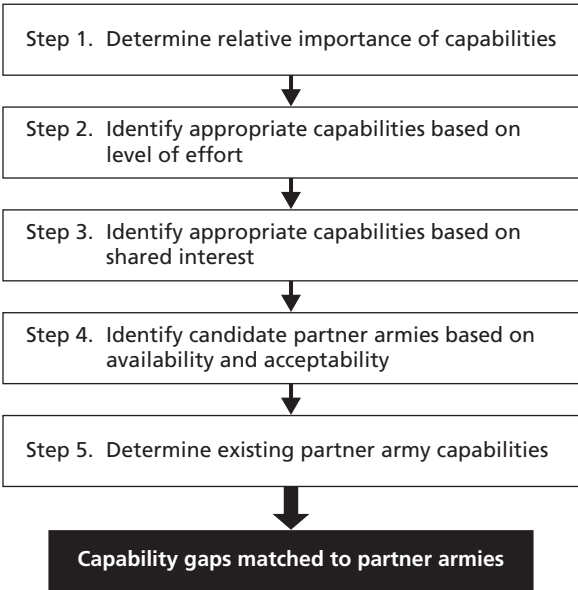 Step 1. Determine relative importance of capabilities
Step 2. Identify appropriate capabilities based on
level of effort
Step 3. Identify appropriate capabilities based on
shared interest
Step 4. Identify candidate partner armies based on
availability and acceptability
Step 5. Determine existing partner army capabilities
Capability gaps matched to partner armies